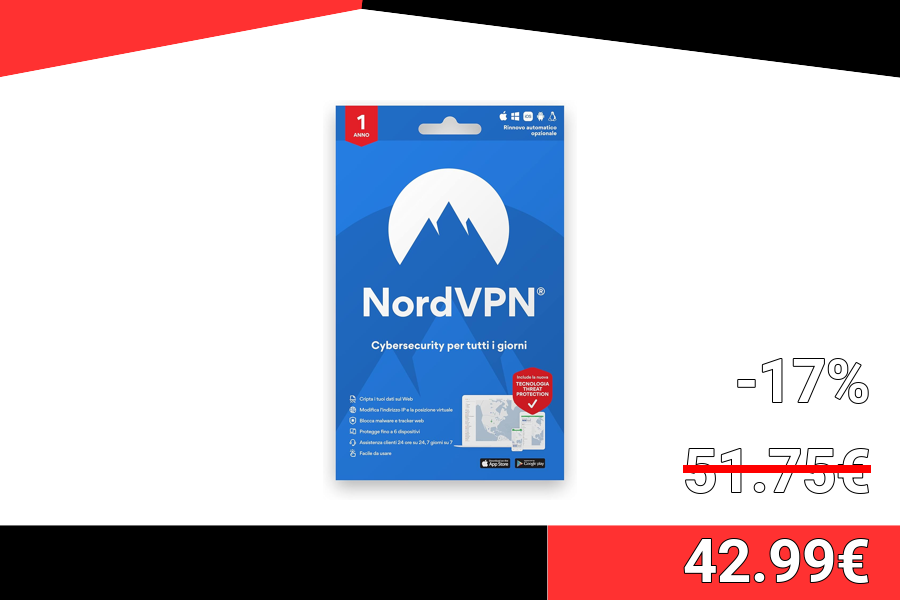 1
ANNO
iOS
Rinnovo automatico
opzionale
NordVPN®
Cybersecurity per tutti i giorni
Include la nuova
TECNOLOGIA
THREAT
PROTECTION
Cripta i tuoi dati sul Web
Modifica l'indirizzo IP e la posizione virtuale
Blocca malware e tracker web
Protegge fino a 6 dispositivi
Assistenza clienti 24 ore su 24, 7 giorni su 7
Facile da usare
App Store
Google play
-17%
51.75€
42.99€